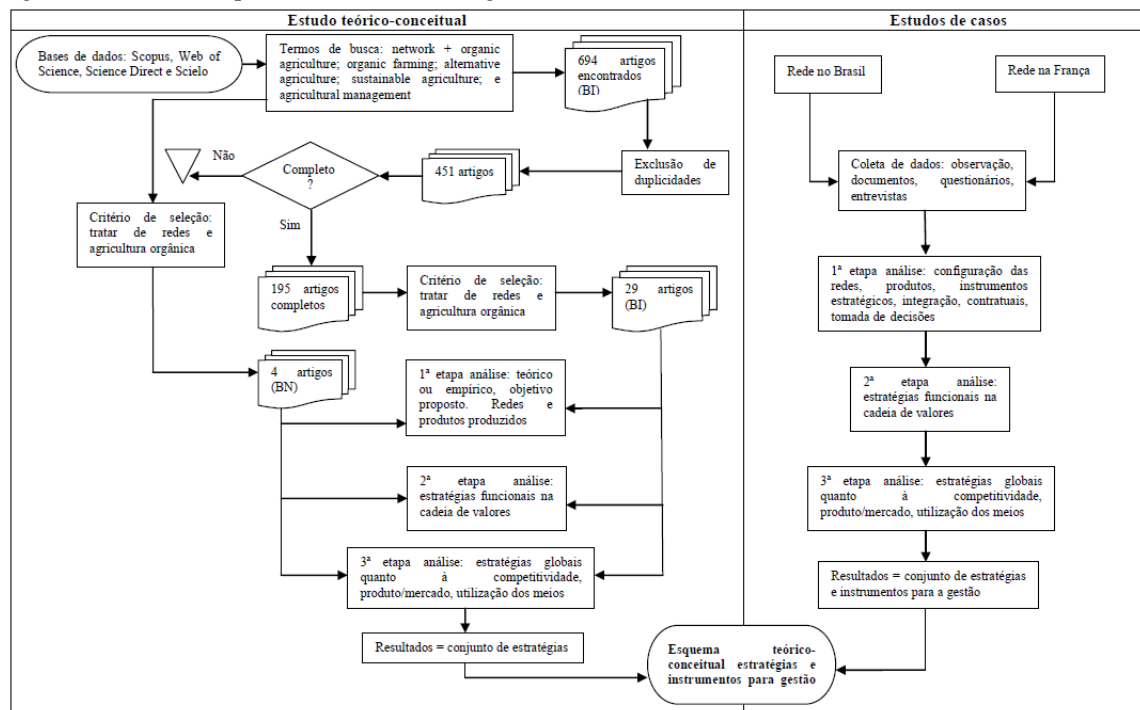 Estudo teórico-conceitual
Estudos de casos
Bases de dados: Scopus, Web of
Science, Science Direct e Scielo
Termos de busca: network + organic
agriculture; organic farming; alternative
agriculture; sustainable agriculture; e
agricultural management
694 artigos
encontrados
(BI)
Rede no Brasil
Rede na França
Não
Completo
?
451 artigos
Exclusão de
duplicidades
Coleta de dados: observação,
documentos, questionários,
entrevistas
Critério de seleção:
tratar de redes e
agricultura orgânica
Sim
195 artigos
completos
Critério de seleção:
tratar de redes e
agricultura orgânica
29 artigos
(BI)
1ª etapa análise: configuração das
redes, produtos, instrumentos
estratégicos, integração, contratuais,
tomada de decisões
4 artigos
(BN)
1ª etapa análise: teórico
ou empírico, objetivo
proposto. Redes e
produtos produzidos
2ª etapa análise:
estratégias funcionais na
cadeia de valores
2ª etapa análise:
estratégias funcionais na
cadeia de valores
3ª etapa análise: estratégias globais
quanto à competitividade,
produto/mercado, utilização dos meios
3ª etapa análise: estratégias globais
quanto à competitividade,
produto/mercado, utilização dos meios
Resultados = conjunto de estratégias
e instrumentos para a gestão
Resultados = conjunto de estratégias
Esquema teórico-
conceitual estratégias e
instrumentos para gestão